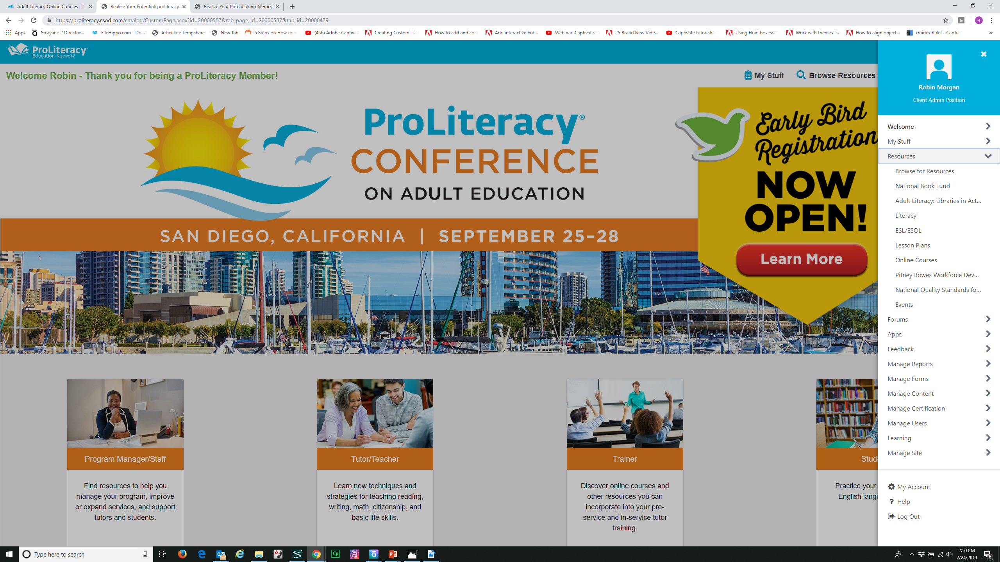 Adult Literacy Online Courses | P
Realize Your Potential: proliteracy
Realize Your Potential: proliteracy
https://proliteracy.csod.com/catalog/CustomPage.aspx?id=20000587&tab_page_id=20000587&tab_id=20000479
G
R
Apps
Storyline 2 Director...
FileHippo.com - Do...
Articulate Tempshare
New Tab
6 Steps on How to...
(456) Adobe Captiv...
Creating Custom T...
How to add and co...
Add interactive but...
Webinar: Captivate...
25 Brand New Vide...
Captivate tutorial:...
Using Fluid boxes:...
Work with themes i...
How to align object...
Guides Rule! - Capti...
»
ProLiteracy
Education Network
Welcome Robin - Thank you for being a ProLiteracy Member!
My Stuff
Browse Resources
ProLiteracy®
CONFERENCE
ON ADULT EDUCATION
SAN DIEGO, CALIFORNIA | SEPTEMBER 25–28
Early Bird
Registration
NOW
OPEN!
Learn More
Program Manager/Staff
Find resources to help you
manage your program, improve
or expand services, and support
tutors and students.
Tutor/Teacher
Learn new techniques and
strategies for teaching reading,
writing, math, citizenship, and
basic life skills.
Trainer
Discover online courses and
other resources you can
incorporate into your pre-
service and in-service tutor
training.
Stud
Practice your
English langu
Robin Morgan
Client Admin Position
Welcome
My Stuff
Resources
Browse for Resources
National Book Fund
Adult Literacy: Libraries in Act...
Literacy
ESL/ESOL
Lesson Plans
Online Courses
Pitney Bowes Workforce Dev...
National Quality Standards fo...
Events
Forums
Apps
Feedback
Manage Reports
Manage Forms
Manage Content
Manage Certification
Manage Users
Learning
Manage Site
My Account
? Help
Log Out
Type here to search
Cp
2:50 PM
7/24/2019
6